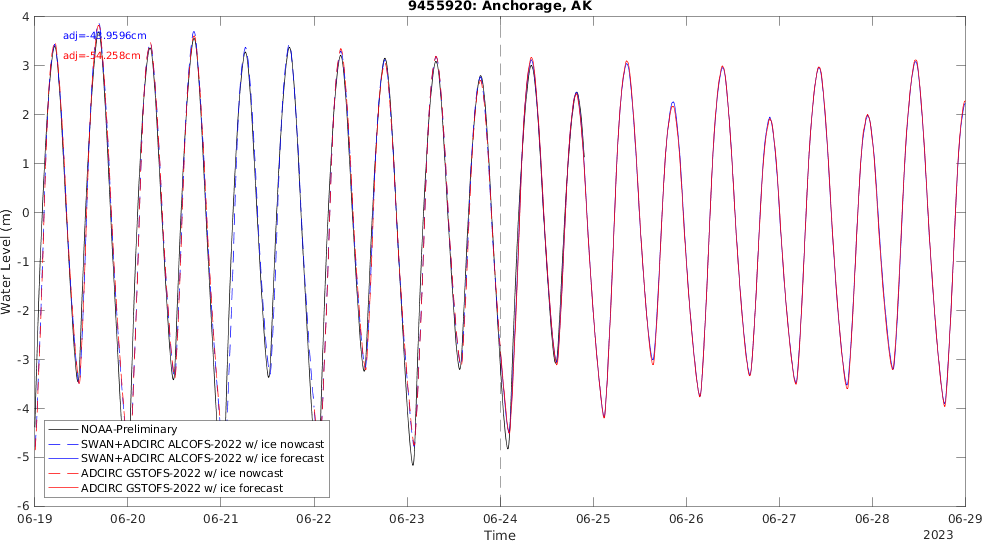 9455920: Anchorage, AK
adj=-48.9596cm
adj=-54.258cm
4
3
2
1
0
-1
-2
-3
-4
-5
-6
Water Level (m)
NOAA-Preliminary
SWAN+ADCIRC ALCOFS-2022 w/ ice nowcast
SWAN+ADCIRC ALCOFS-2022 w/ ice forecast
ADCIRC GSTOFS-2022 w/ ice nowcast
ADCIRC GSTOFS-2022 w/ ice forecast
06-19 06-20 06-21 06-22 06-23 06-24 06-25 06-26 06-27 06-28 06-29
Time
2023